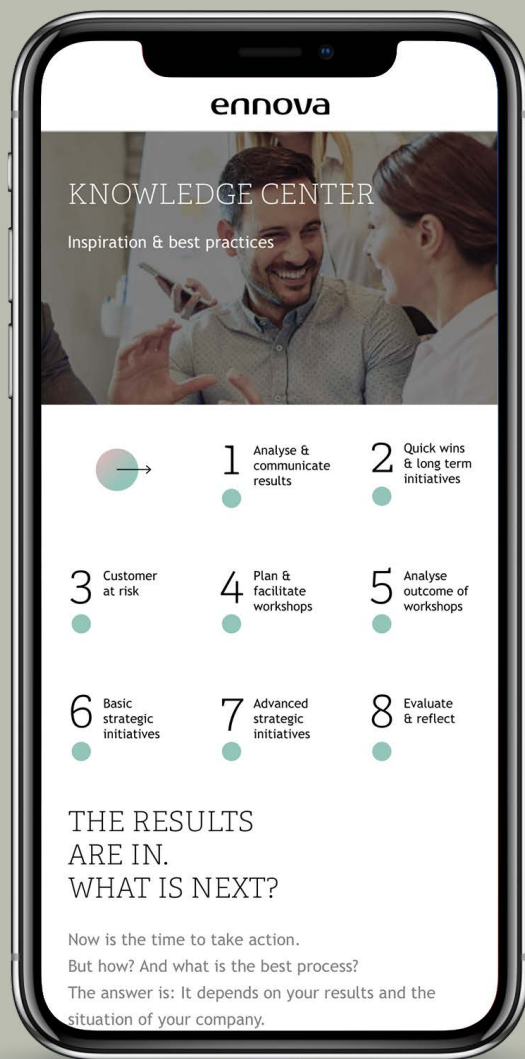 ennova
KNOWLEDGE CENTER
Inspiration & best practices
1
Analyse &
communicate
results
2
Quick wins
& long term
initiatives
3
Customer
at risk
4
Plan &
facilitate
workshops
5
Analyse
outcome of
workshops
6
Basic
strategic
initiatives
7
Advanced
strategic
initiatives
8
Evaluate
& reflect
THE RESULTS
ARE IN.
WHAT IS NEXT?
Now is the time to take action.
But how? And what is the best process?
The answer is: It depends on your results and the
situation of your company.